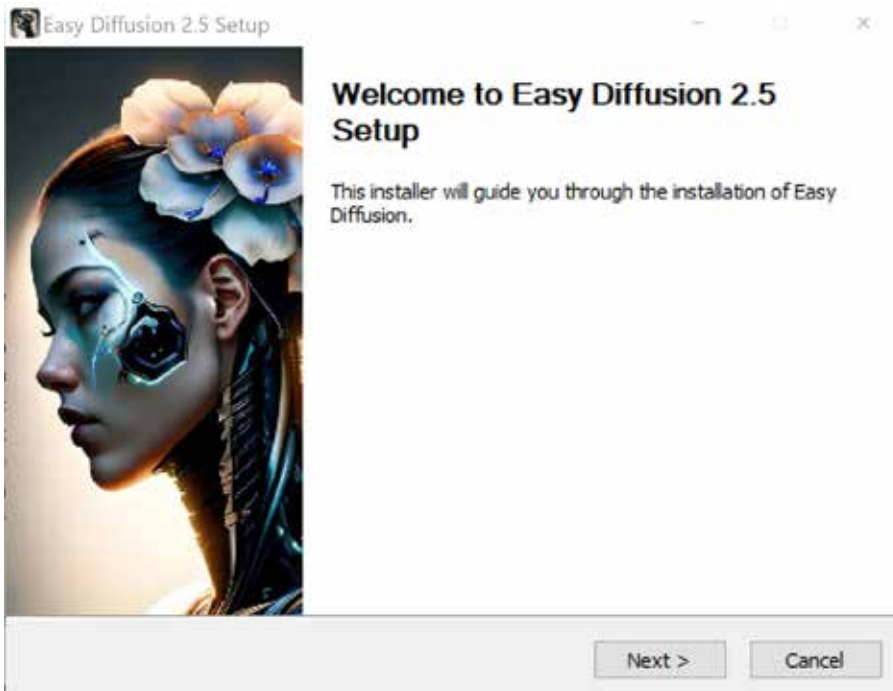 Easy Diffusion 2.5 Setup
Welcome to Easy Diffusion 2.5
Setup
This installer will guide you through the installation of Easy
Diffusion.
Next >
Cancel